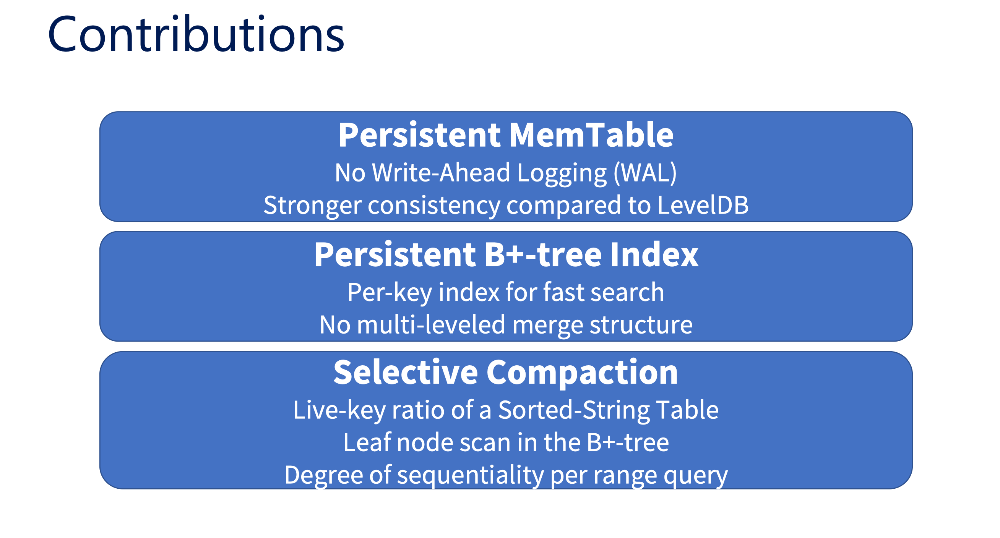 Contributions
Persistent MemTable
No Write-Ahead Logging (WAL)
Stronger consistency compared to LevelDB
Persistent B+-tree Index
Per-key index for fast search
No multi-leveled merge structure
Selective Compaction
Live-key ratio of a Sorted-String Table
Leaf node scan in the B+-tree
Degree of sequentiality per range query